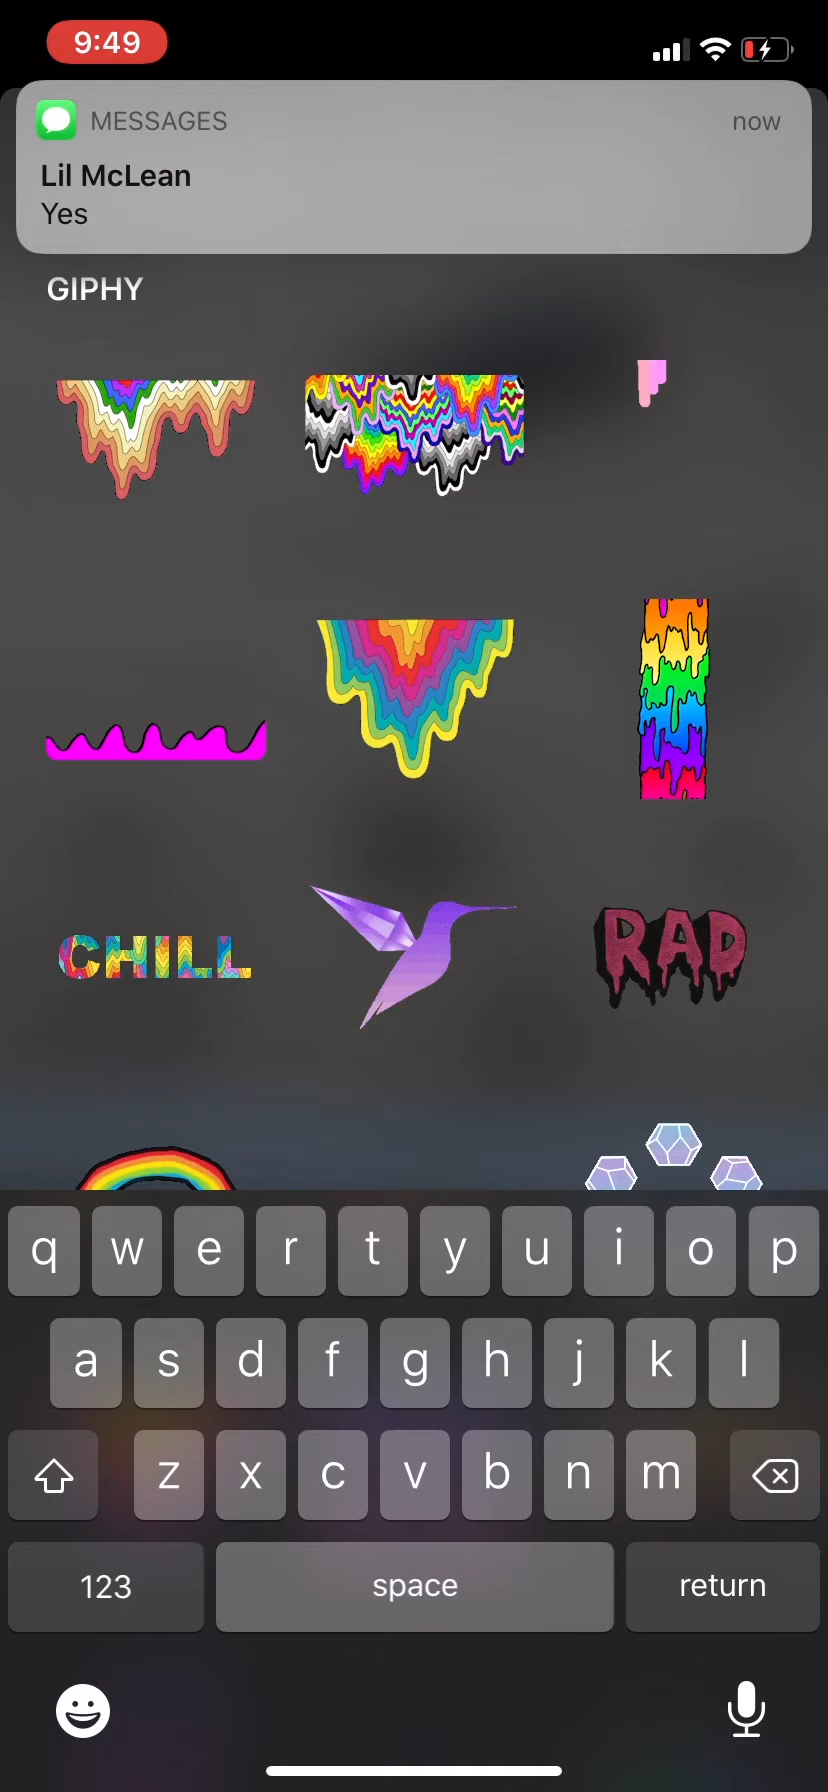 9:49
MESSAGES
now
Lil McLean
Yes
GIPHY
CHILL
RAD
q w e r t y u i o p
a s d f g h j k l
z x c v b n m
123 space return